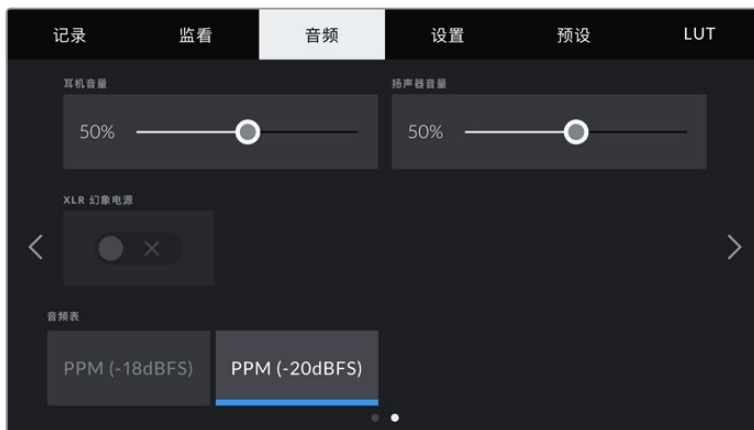 记录 监看 音频 设置 预设 LUT
耳机音量 扬声器音量
50% 50%
XLR 幻象电源
音频表
PPM (-18dBFS) PPM (-20dBFS)